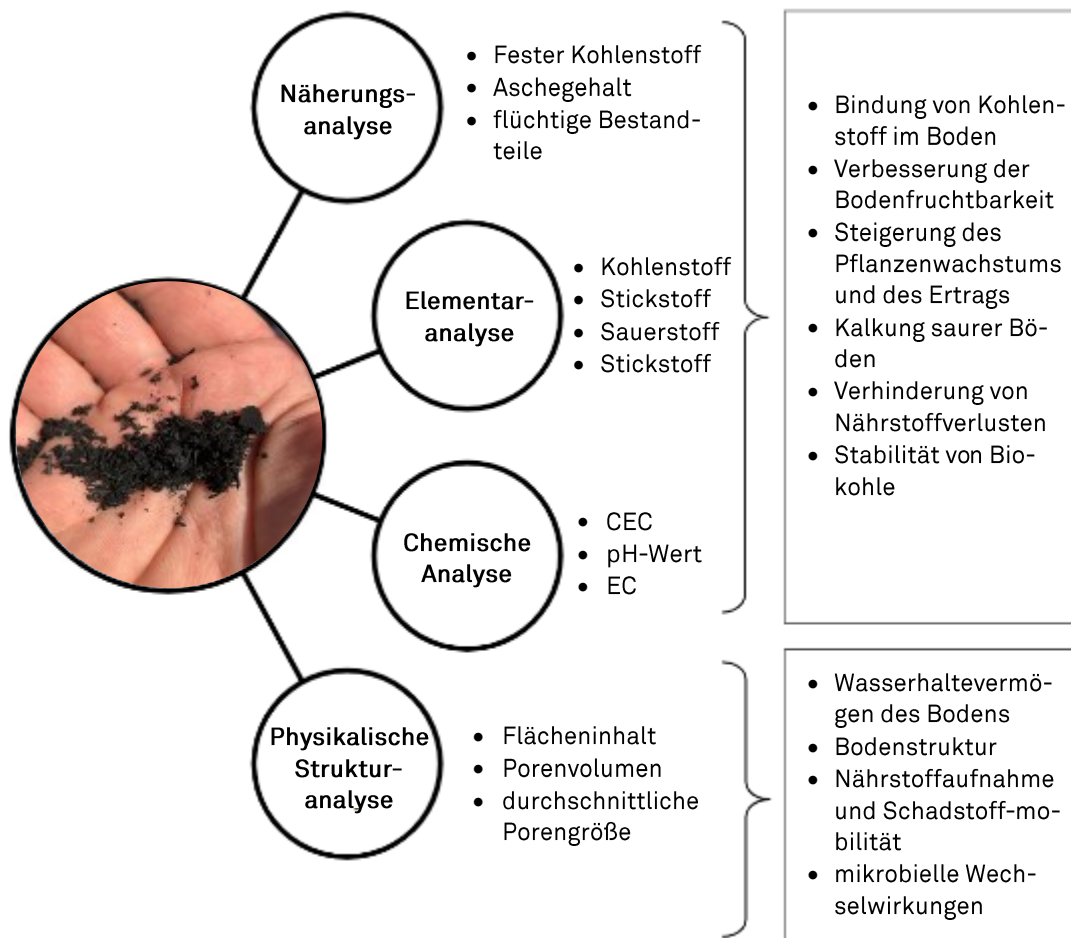 Näherungs-
analyse
• Fester Kohlenstoff
• Aschegehalt
• flüchtige Bestand-
teile
Elementar-
analyse
• Kohlenstoff
• Stickstoff
• Sauerstoff
• Stickstoff
Chemische
Analyse
• CEC
• pH-Wert
• EC
• Bindung von Kohlen-
stoff im Boden
• Verbesserung der
Bodenfruchtbarkeit
• Steigerung des
Pflanzenwachstums
und des Ertrags
• Kalkung saurer Bö-
den
• Verhinderung von
Nährstoffverlusten
• Stabilität von Bio-
kohle
Physikalische
Struktur-
analyse
• Flächeninhalt
• Porenvolumen
• durchschnittliche
Porengröße
• Wasserhaltevermö-
gen des Bodens
• Bodenstruktur
• Nährstoffaufnahme
und Schadstoff-mo-
bilität
• mikrobielle Wech-
selwirkungen